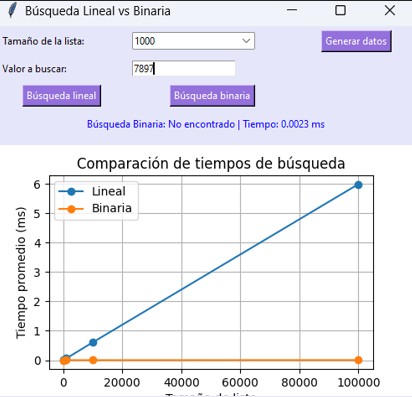 Búsqueda Lineal vs Binaria
Tamaño de la lista: 1000 Generar datos
Valor a buscar: 7897
Búsqueda lineal Búsqueda binaria
Búsqueda Binaria: No encontrado | Tiempo: 0.0023 ms
Comparación de tiempos de búsqueda
Lineal
Binaria
Tiempo promedio (ms)
6
5
4
3
2
1
0
0 20000 40000 60000 80000 100000